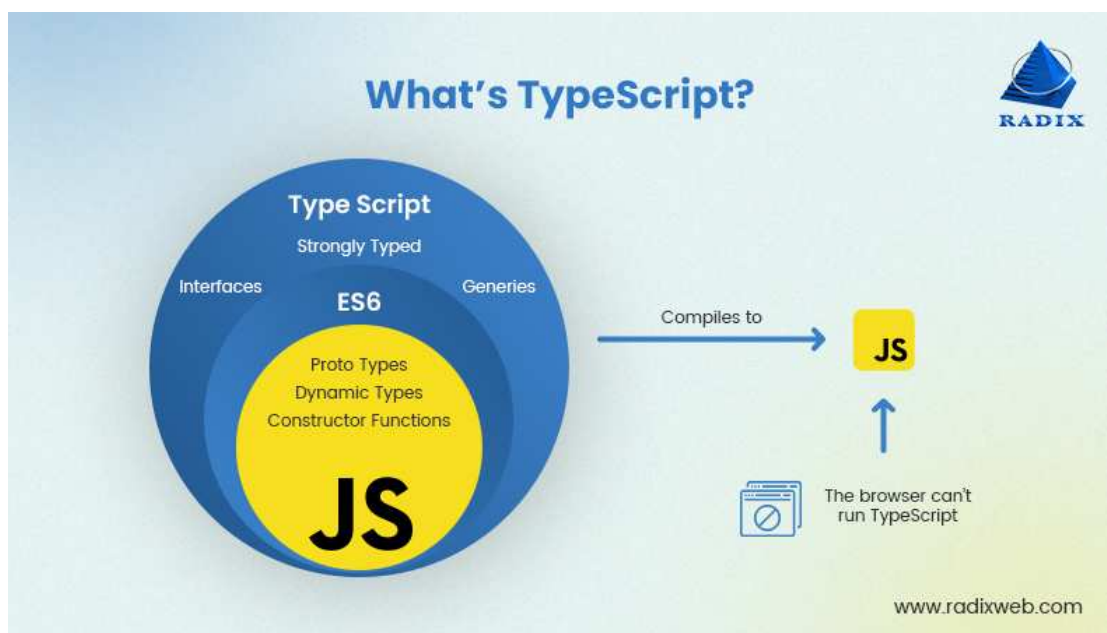 What's TypeScript?
RADIX
Type Script
Strongly Typed
Interfaces
Generies
ES6
Proto Types
Dynamic Types
Constructor Functions
JS
Compiles to
JS
The browser can't
run TypeScript
www.radixweb.com